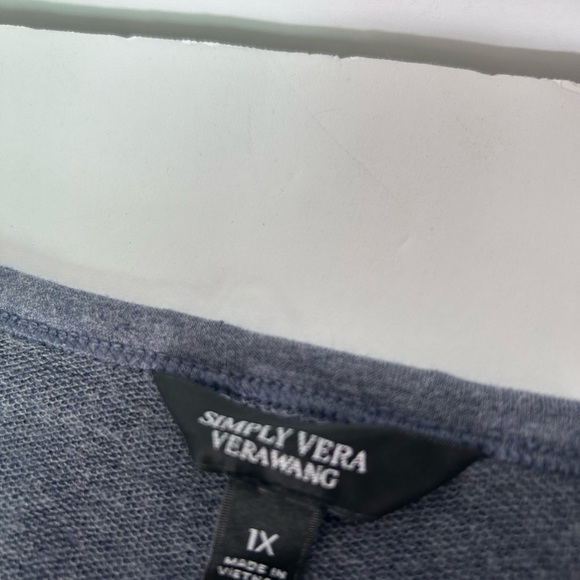 SIMPLY VERA
VERAWANG
1X
MADE IN
VIETNAM